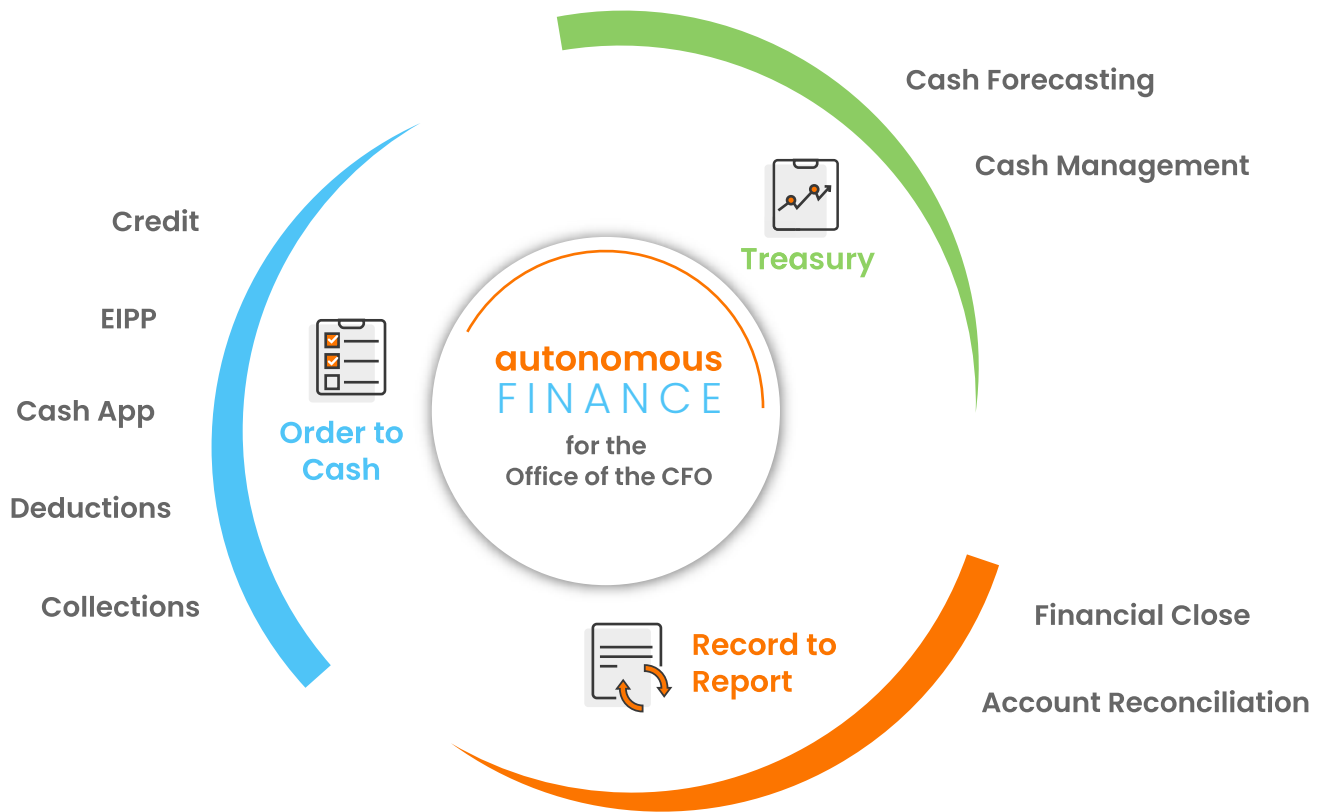 Cash Forecasting
Cash Management
Treasury
Credit
EIPP
Cash App
Deductions
Collections
Order to
Cash
autonomous
FINANCE
for the
Office of the CFO
Record to
Report
Financial Close
Account Reconciliation